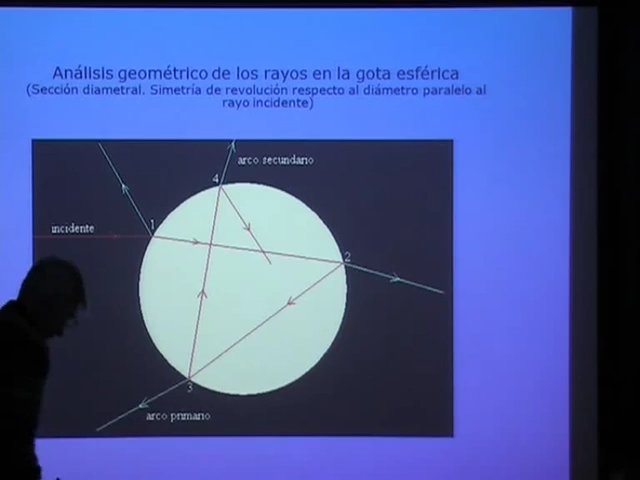 Análisis geométrico de los rayos en la gota esférica
(Sección diametral. Simetría de revolución respecto al diámetro paralelo al
rayo incidente)
arco secundario
4
1
incidente
2
3
arco primario